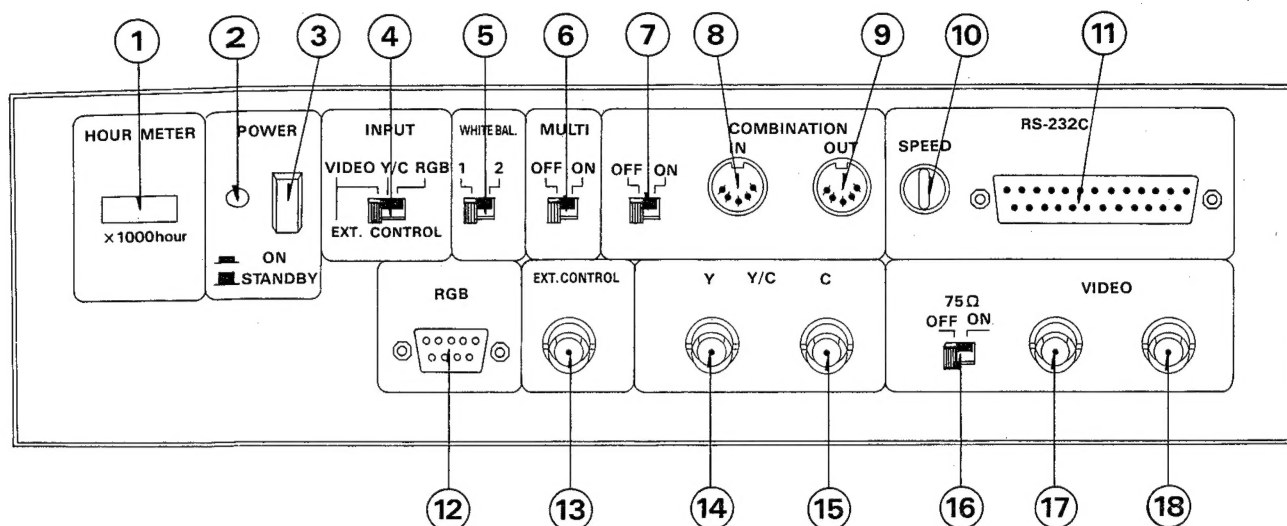 1 2 3 4 5 6 7 8 9 10 11
HOUR METER
×1000hour
POWER
ON
STANDBY
INPUT
VIDEO Y/C RGB
EXT. CONTROL
WHITE BAL.
1 2
MULTI
OFF ON
COMBINATION
IN OUT
OFF ON
RS-232C
SPEED
RGB
EXT. CONTROL
Y Y/C C
75Ω
OFF ON
VIDEO
12 13 14 15 16 17 18